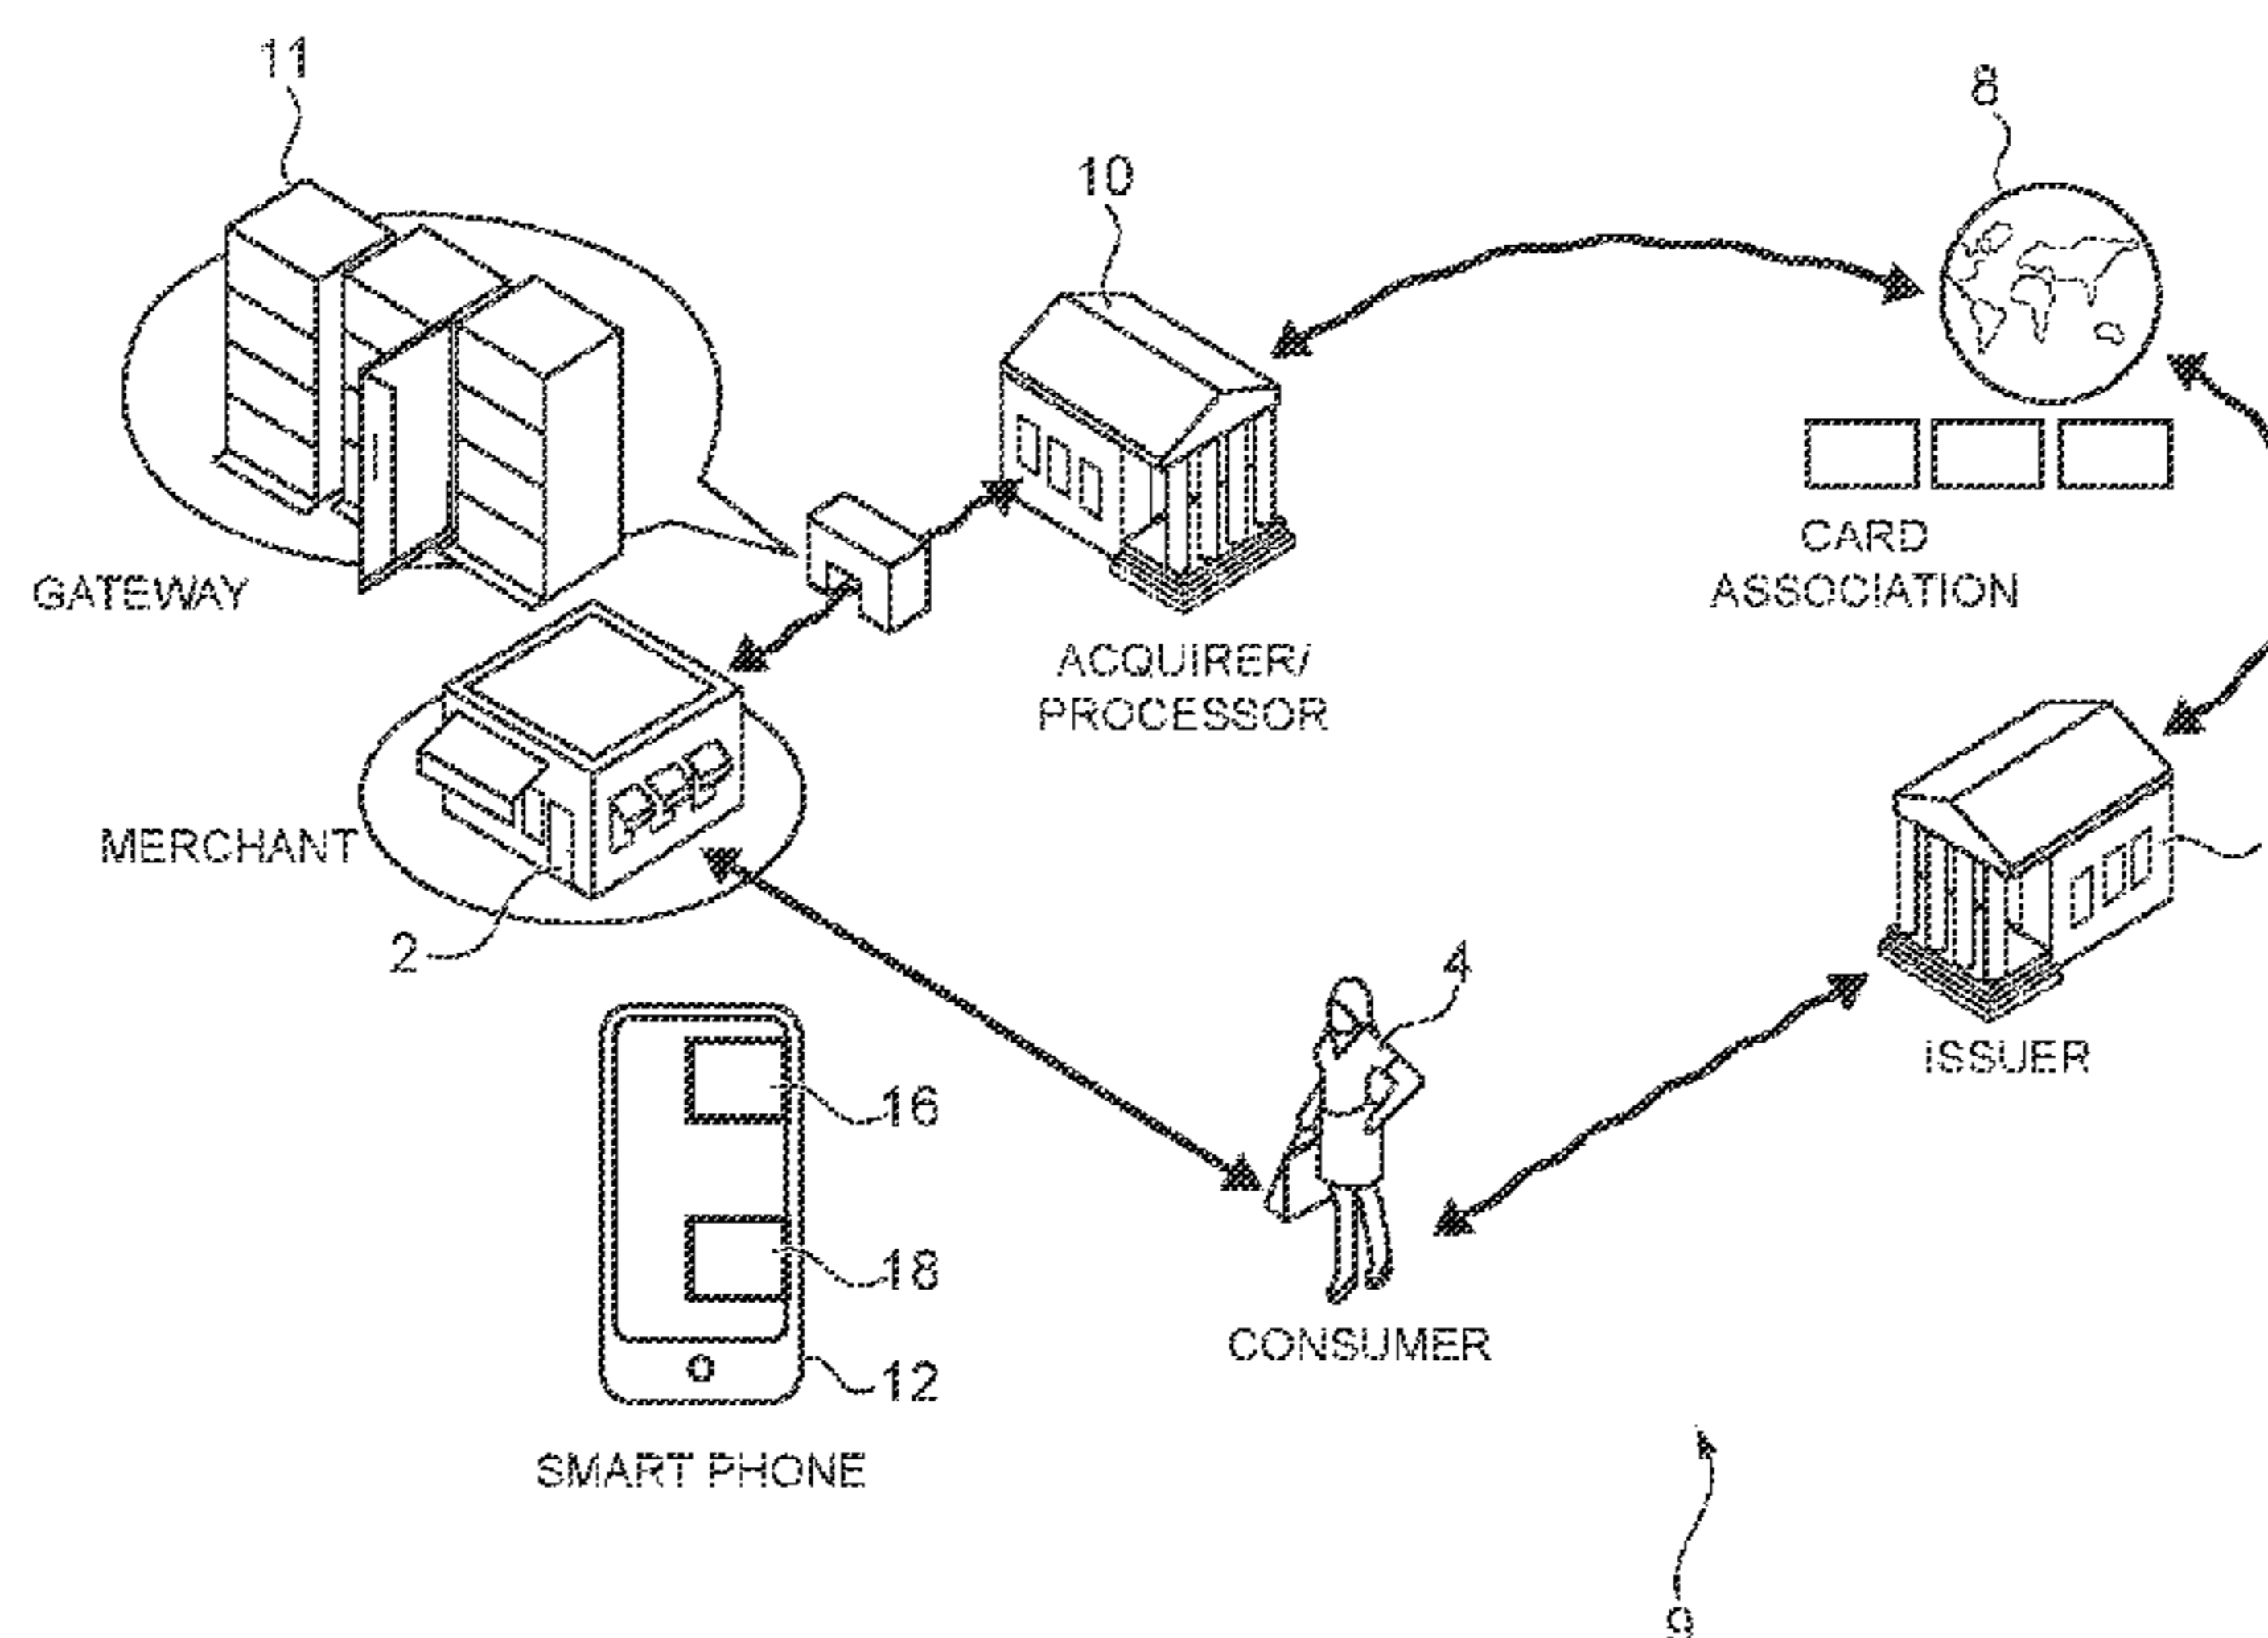 11
8
10
GATEWAY
CARD
ASSOCIATION
ACQUIRER/
PROCESSOR
MERCHANT
2
4
ISSUER
16
18
CONSUMER
12
SMART PHONE
9